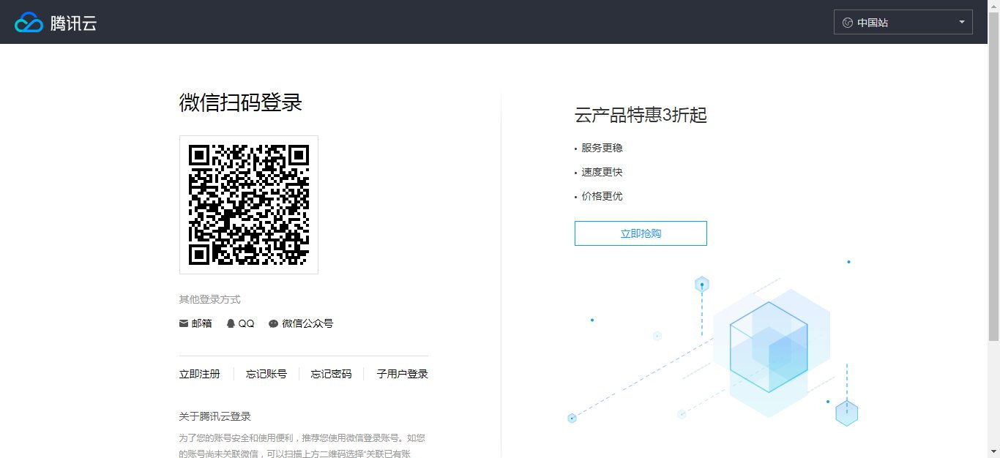 腾讯云
中国站
微信扫码登录
其他登录方式
邮箱 QQ 微信公众号
立即注册 忘记账号 忘记密码 子用户登录
关于腾讯云登录
为了您的账号安全和使用便利，推荐您使用微信登录账号。如您
的账号尚未关联微信，可以扫描上方二维码选择“关联已有账
云产品特惠3折起
· 服务更稳
· 速度更快
· 价格更优
立即抢购